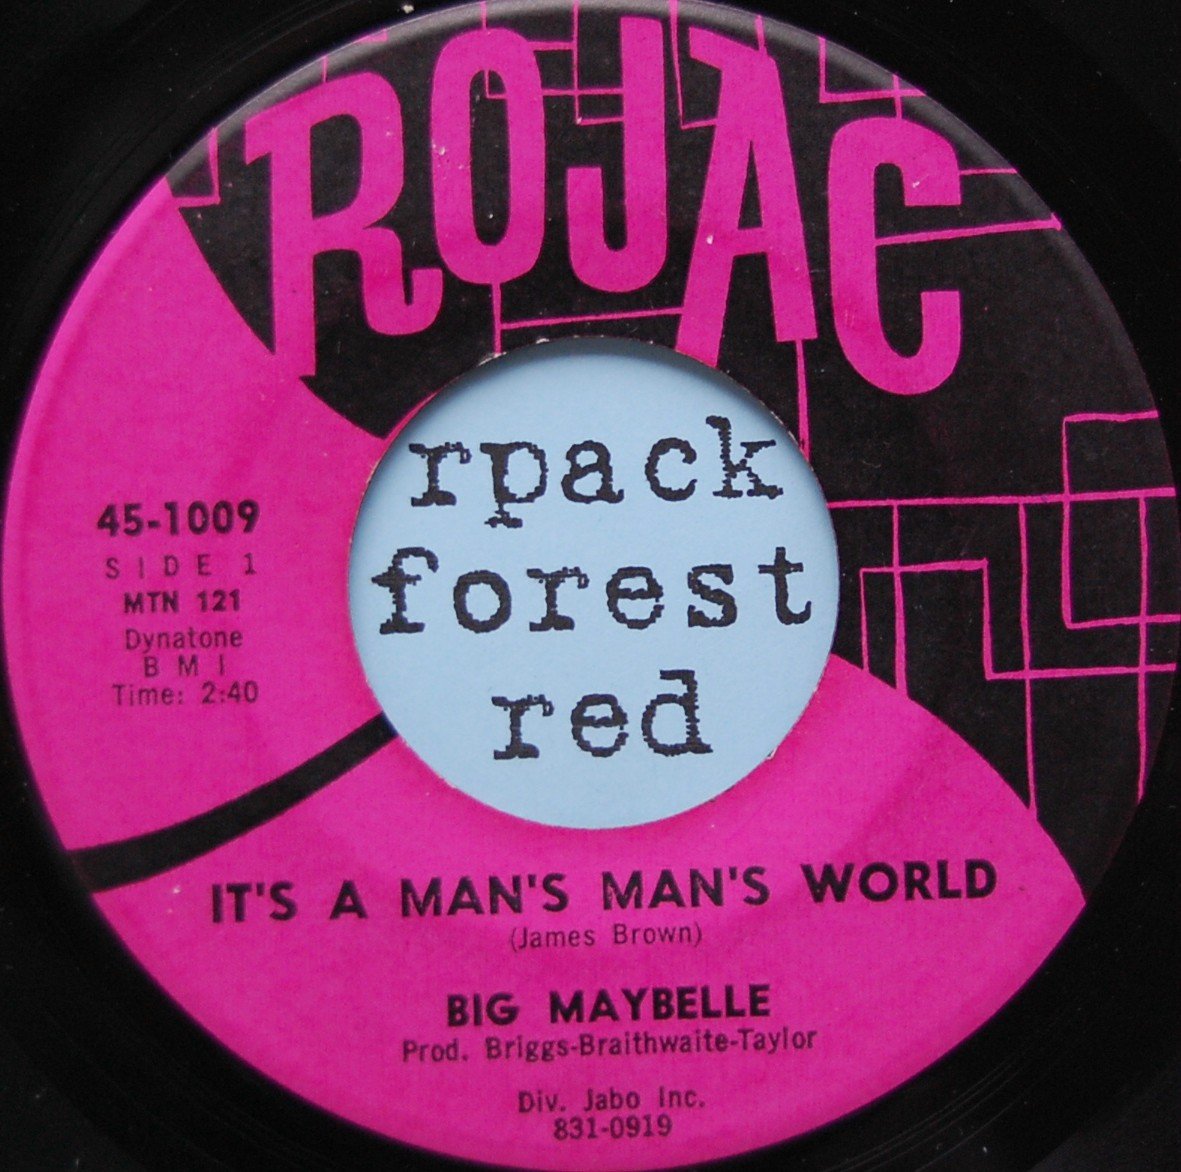 ROJAC
rpack
forest
red
45-1009
SIDE 1
MTN 121
Dynatone
BMI
Time: 2:40
IT'S A MAN'S MAN'S WORLD
(James Brown)
BIG MAYBELLE
Prod. Briggs-Braithwaite-Taylor
Div. Jabo Inc.
831-0919